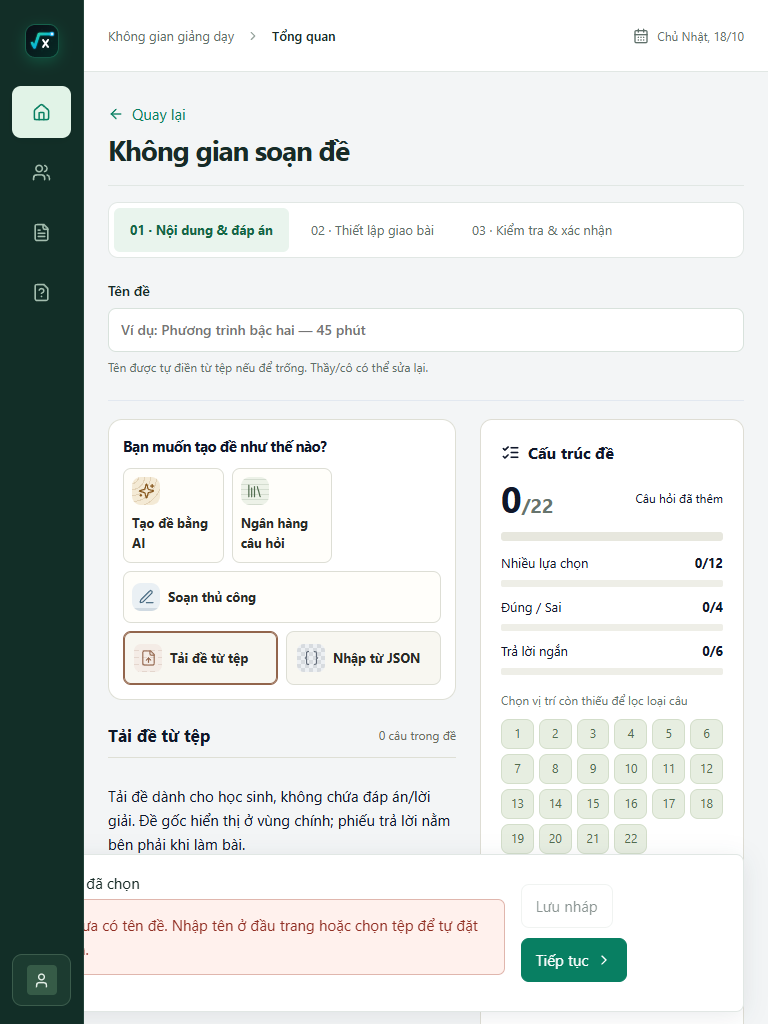 √x
Không gian giảng dạy
Tổng quan
Chủ Nhật, 18/10
Quay lại
Không gian soạn đề
01 · Nội dung & đáp án
02 · Thiết lập giao bài
03 · Kiểm tra & xác nhận
Tên đề
Ví dụ: Phương trình bậc hai — 45 phút
Tên được tự điền từ tệp nếu để trống. Thầy/cô có thể sửa lại.
Bạn muốn tạo đề như thế nào?
Tạo đề bằng
AI
Ngân hàng
câu hỏi
Soạn thủ công
Tải đề từ tệp
Nhập từ JSON
Tải đề từ tệp
0 câu trong đề
Tải đề dành cho học sinh, không chứa đáp án/lời
giải. Đề gốc hiển thị ở vùng chính; phiếu trả lời nằm
bên phải khi làm bài.
Cấu trúc đề
0/22
Câu hỏi đã thêm
Nhiều lựa chọn 0/12
Đúng / Sai 0/4
Trả lời ngắn 0/6
Chọn vị trí còn thiếu để lọc loại câu
1 2 3 4 5 6
7 8 9 10 11 12
13 14 15 16 17 18
19 20 21 22
đã chọn
có tên đề. Nhập tên ở đầu trang hoặc chọn tệp để tự đặt
Lưu nháp
Tiếp tục